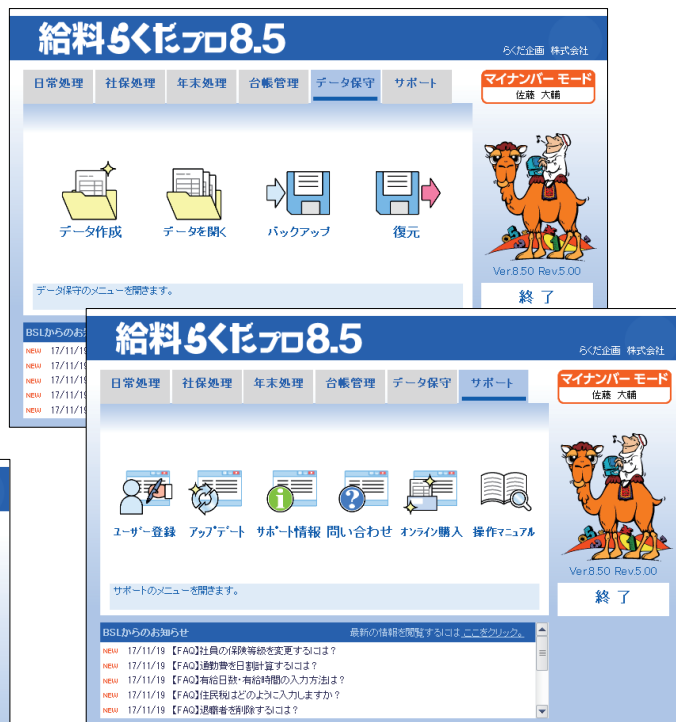 給料らくだプロ8.5
らくだ企画 株式会社
日常処理 社保処理 年末処理 台帳管理 データ保守 サポート
マイナンバー モード
佐藤 大輔
データ作成 データを開く バックアップ 復元
Ver.8.50 Rev.5.00
データ保守のメニューを開きます。
終 了
BSLからのお知
NEW 17/11/19
NEW 17/11/19
NEW 17/11/19
NEW 17/11/19
NEW 17/11/19
給料らくだプロ8.5
らくだ企画 株式会社
日常処理 社保処理 年末処理 台帳管理 データ保守 サポート
マイナンバー モード
佐藤 大輔
ユーザー登録 アップデート サポート情報 問い合わせ オンライン購入 操作マニュアル
Ver.8.50 Rev.5.00
サポートのメニューを開きます。
終 了
BSLからのお知らせ 最新の情報を閲覧するにはここをクリック。
NEW 17/11/19 【FAQ】社員の保険等級を変更するには？
NEW 17/11/19 【FAQ】通勤費を日割計算するには？
NEW 17/11/19 【FAQ】有給日数・有給時間の入力方法は？
NEW 17/11/19 【FAQ】住民税はどのように入力しますか？
NEW 17/11/19 【FAQ】退職者を削除するには？